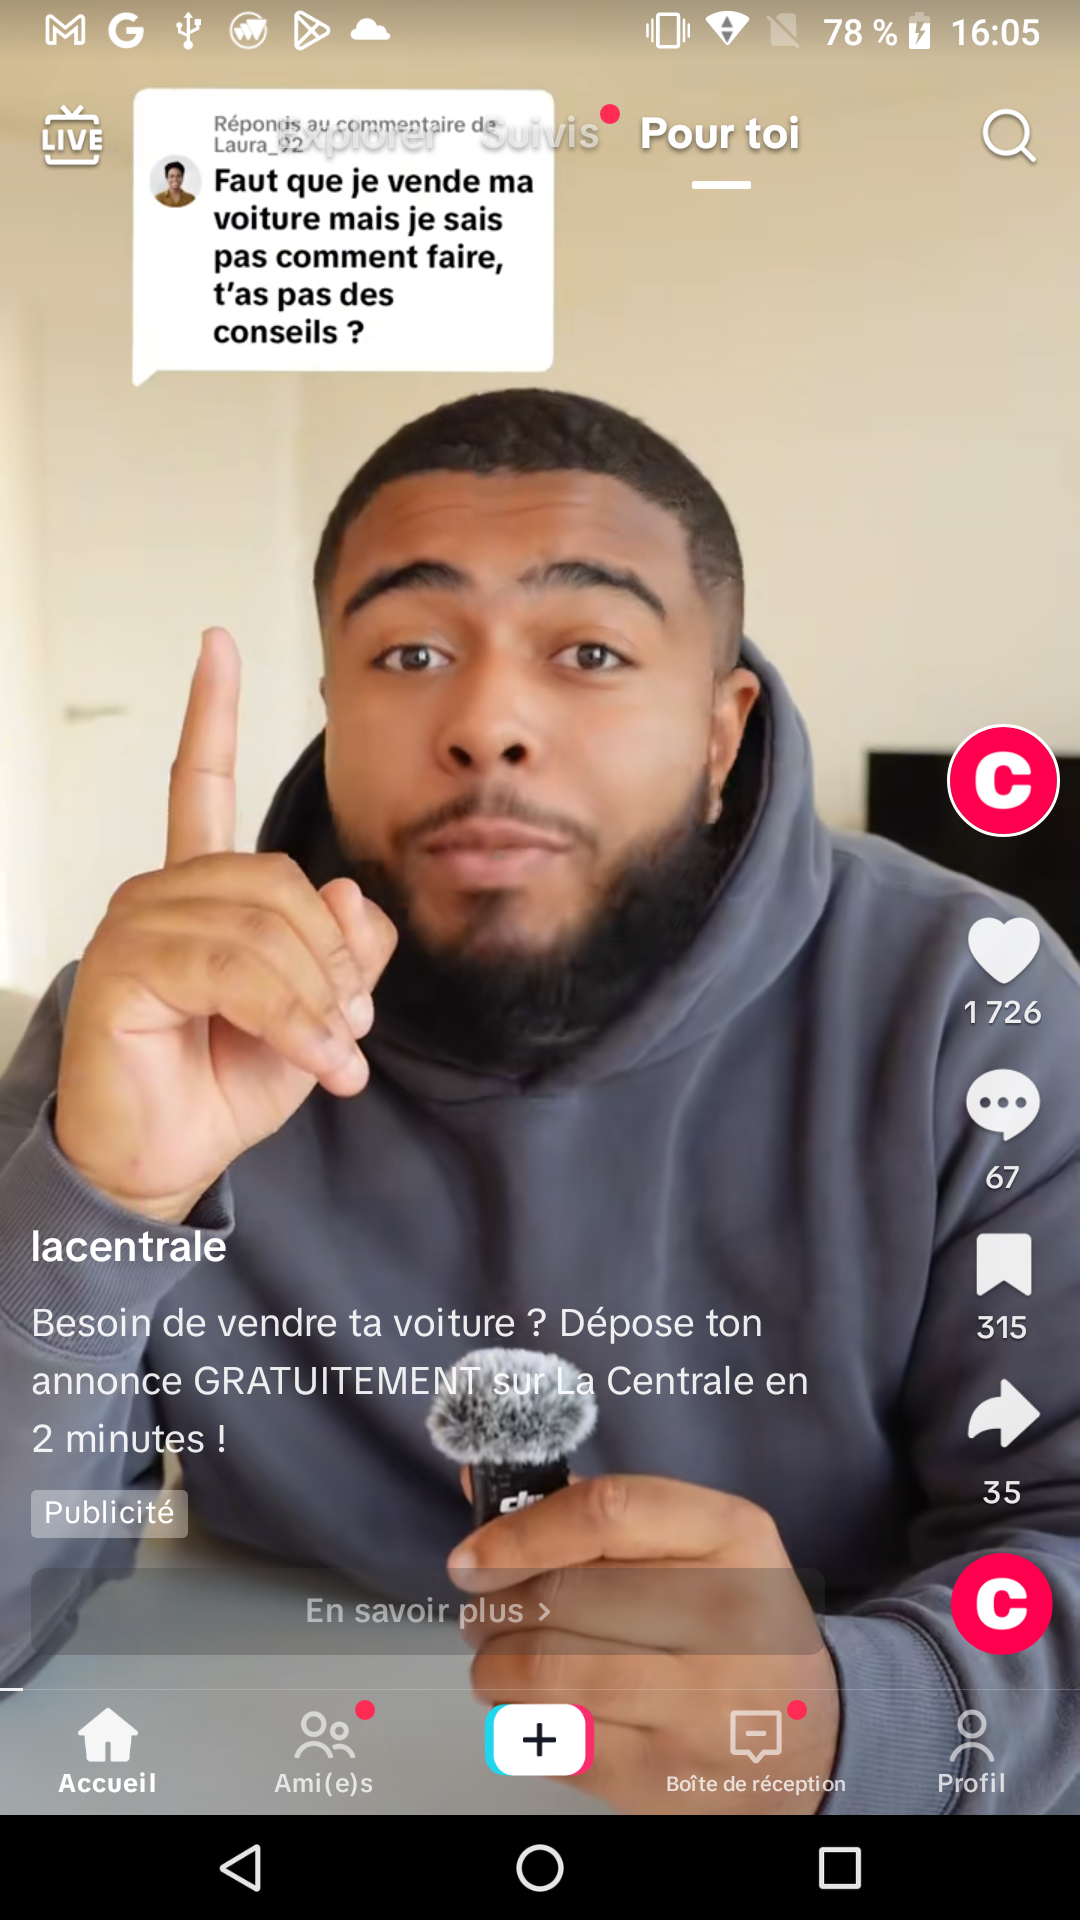 78 % 16:05
LIVE
Explorer Suivis Pour toi
Réponds au commentaire de
Laura_92
Faut que je vende ma
voiture mais je sais
pas comment faire,
t’as pas des
conseils ?
C
1 726
67
315
35
lacentrale
Besoin de vendre ta voiture ? Dépose ton
annonce GRATUITEMENT sur La Centrale en
2 minutes !
Publicité
En savoir plus >
C
Accueil
Ami(e)s
Boîte de réception
Profil